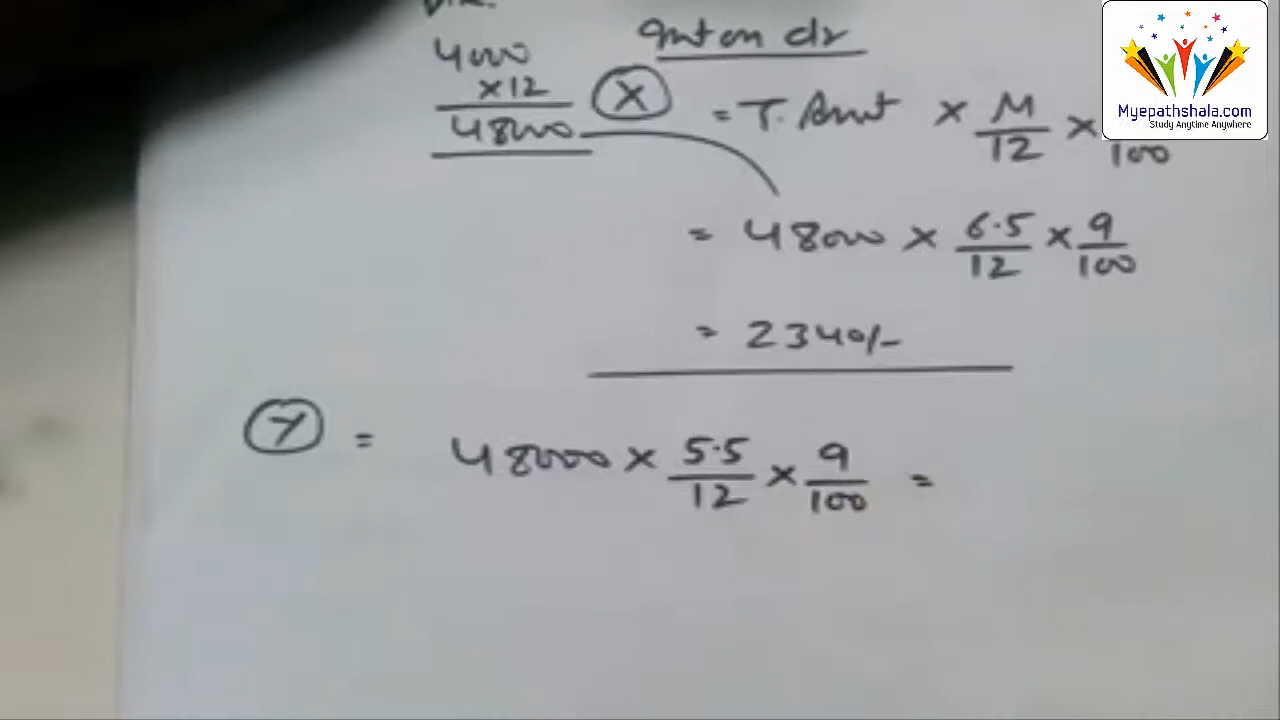 Int on dr
4000
×12
48000
X = T. Amt × M/12 × /100
= 48000 × 6.5/12 × 9/100
= 2340/-
Y = 48000 × 5.5/12 × 9/100 =
Myepathshala.com
Study Anytime Anywhere